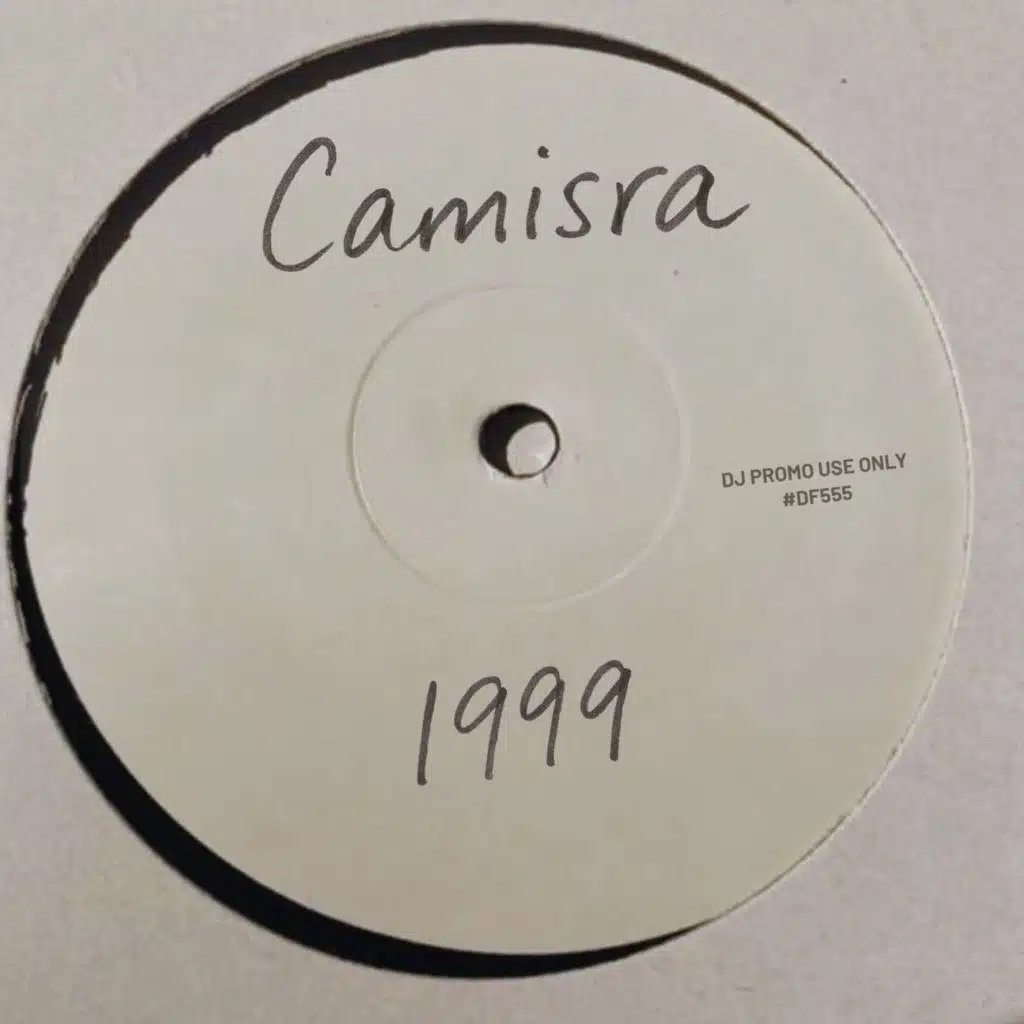 Camisra
DJ PROMO USE ONLY
#DF555
1999